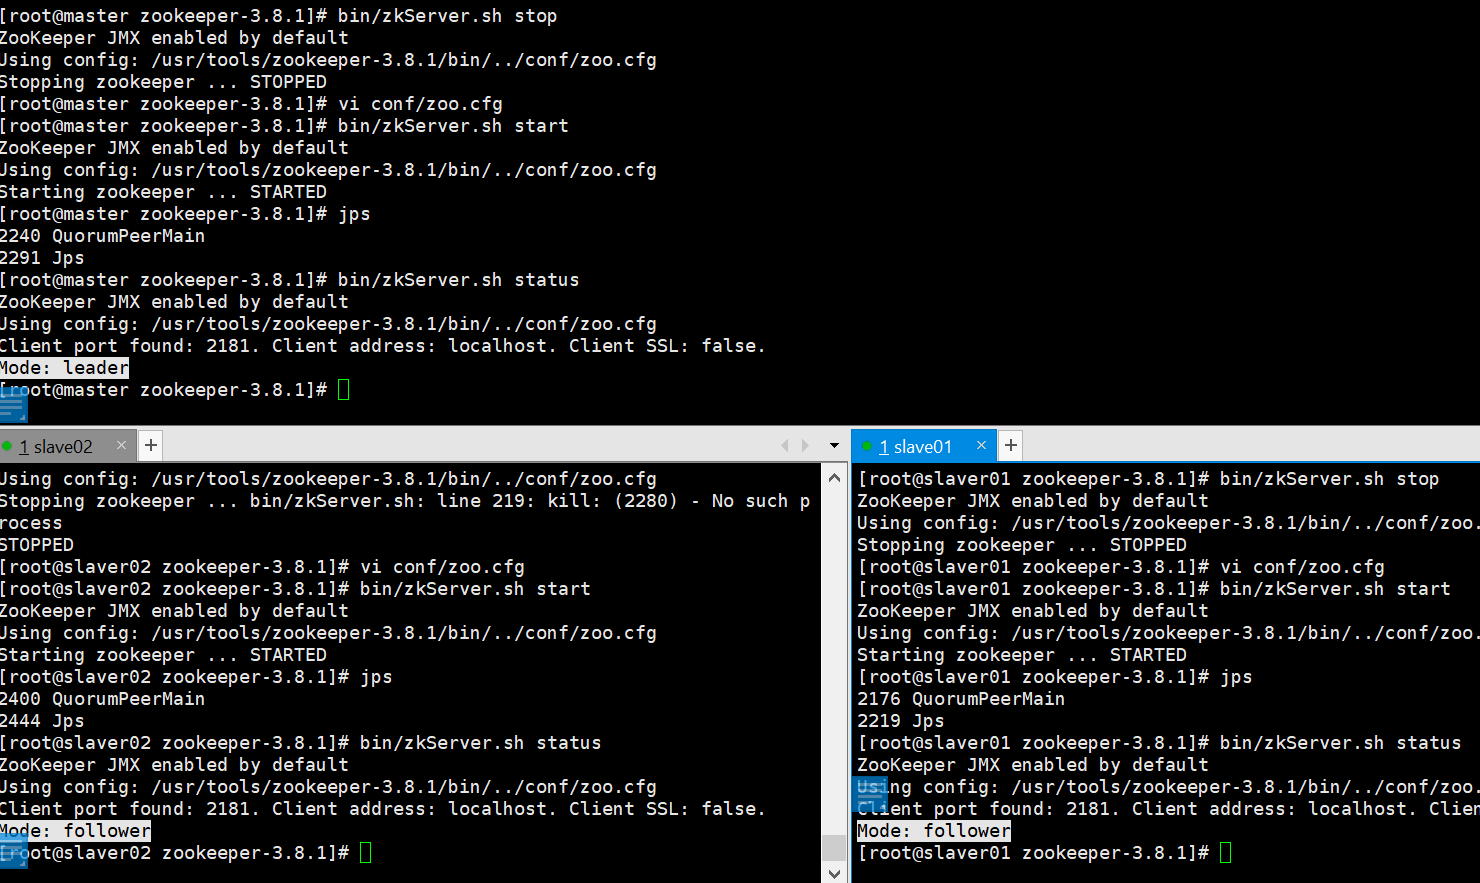 [root@master zookeeper-3.8.1]# bin/zkServer.sh stop
ZooKeeper JMX enabled by default
Using config: /usr/tools/zookeeper-3.8.1/bin/../conf/zoo.cfg
Stopping zookeeper ... STOPPED
[root@master zookeeper-3.8.1]# vi conf/zoo.cfg
[root@master zookeeper-3.8.1]# bin/zkServer.sh start
ZooKeeper JMX enabled by default
Using config: /usr/tools/zookeeper-3.8.1/bin/../conf/zoo.cfg
Starting zookeeper ... STARTED
[root@master zookeeper-3.8.1]# jps
2240 QuorumPeerMain
2291 Jps
[root@master zookeeper-3.8.1]# bin/zkServer.sh status
ZooKeeper JMX enabled by default
Using config: /usr/tools/zookeeper-3.8.1/bin/../conf/zoo.cfg
Client port found: 2181. Client address: localhost. Client SSL: false.
Mode: leader
[root@master zookeeper-3.8.1]#
1 slave02 × +
Using config: /usr/tools/zookeeper-3.8.1/bin/../conf/zoo.cfg
Stopping zookeeper ... bin/zkServer.sh: line 219: kill: (2280) - No such p
rocess
STOPPED
[root@slaver02 zookeeper-3.8.1]# vi conf/zoo.cfg
[root@slaver02 zookeeper-3.8.1]# bin/zkServer.sh start
ZooKeeper JMX enabled by default
Using config: /usr/tools/zookeeper-3.8.1/bin/../conf/zoo.cfg
Starting zookeeper ... STARTED
[root@slaver02 zookeeper-3.8.1]# jps
2400 QuorumPeerMain
2444 Jps
[root@slaver02 zookeeper-3.8.1]# bin/zkServer.sh status
ZooKeeper JMX enabled by default
Using config: /usr/tools/zookeeper-3.8.1/bin/../conf/zoo.cfg
Client port found: 2181. Client address: localhost. Client SSL: false.
Mode: follower
[root@slaver02 zookeeper-3.8.1]#
1 slave01 × +
[root@slaver01 zookeeper-3.8.1]# bin/zkServer.sh stop
ZooKeeper JMX enabled by default
Using config: /usr/tools/zookeeper-3.8.1/bin/../conf/zoo.
Stopping zookeeper ... STOPPED
[root@slaver01 zookeeper-3.8.1]# vi conf/zoo.cfg
[root@slaver01 zookeeper-3.8.1]# bin/zkServer.sh start
ZooKeeper JMX enabled by default
Using config: /usr/tools/zookeeper-3.8.1/bin/../conf/zoo.
Starting zookeeper ... STARTED
[root@slaver01 zookeeper-3.8.1]# jps
2176 QuorumPeerMain
2219 Jps
[root@slaver01 zookeeper-3.8.1]# bin/zkServer.sh status
ZooKeeper JMX enabled by default
Using config: /usr/tools/zookeeper-3.8.1/bin/../conf/zoo.
Client port found: 2181. Client address: localhost. Clien
Mode: follower
[root@slaver01 zookeeper-3.8.1]#